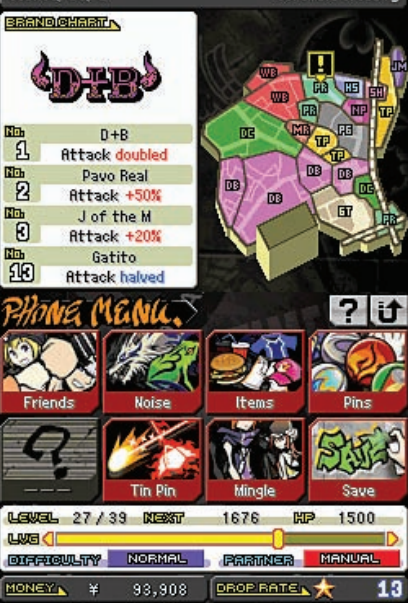 BRAND CHART
D+B
No. 1 D+B
Attack doubled
No. 2 Pavo Real
Attack +50%
No. 3 J of the M
Attack +20%
No. 13 Gatito
Attack halved
!
WB PR HS JM
WB SH
PR NP TP
DC MR PG
TP
TP
DB DB
DB DB DC
GT PR
PHONE MENU.
? 
Friends Noise Items Pins
? Tin Pin Mingle Save
SAVE
LEVEL 27/39 NEXT 1676 HP 1500
LVG
DIFFICULTY NORMAL PARTNER MANUAL
MONEY ¥ 93,908 DROP RATE 13